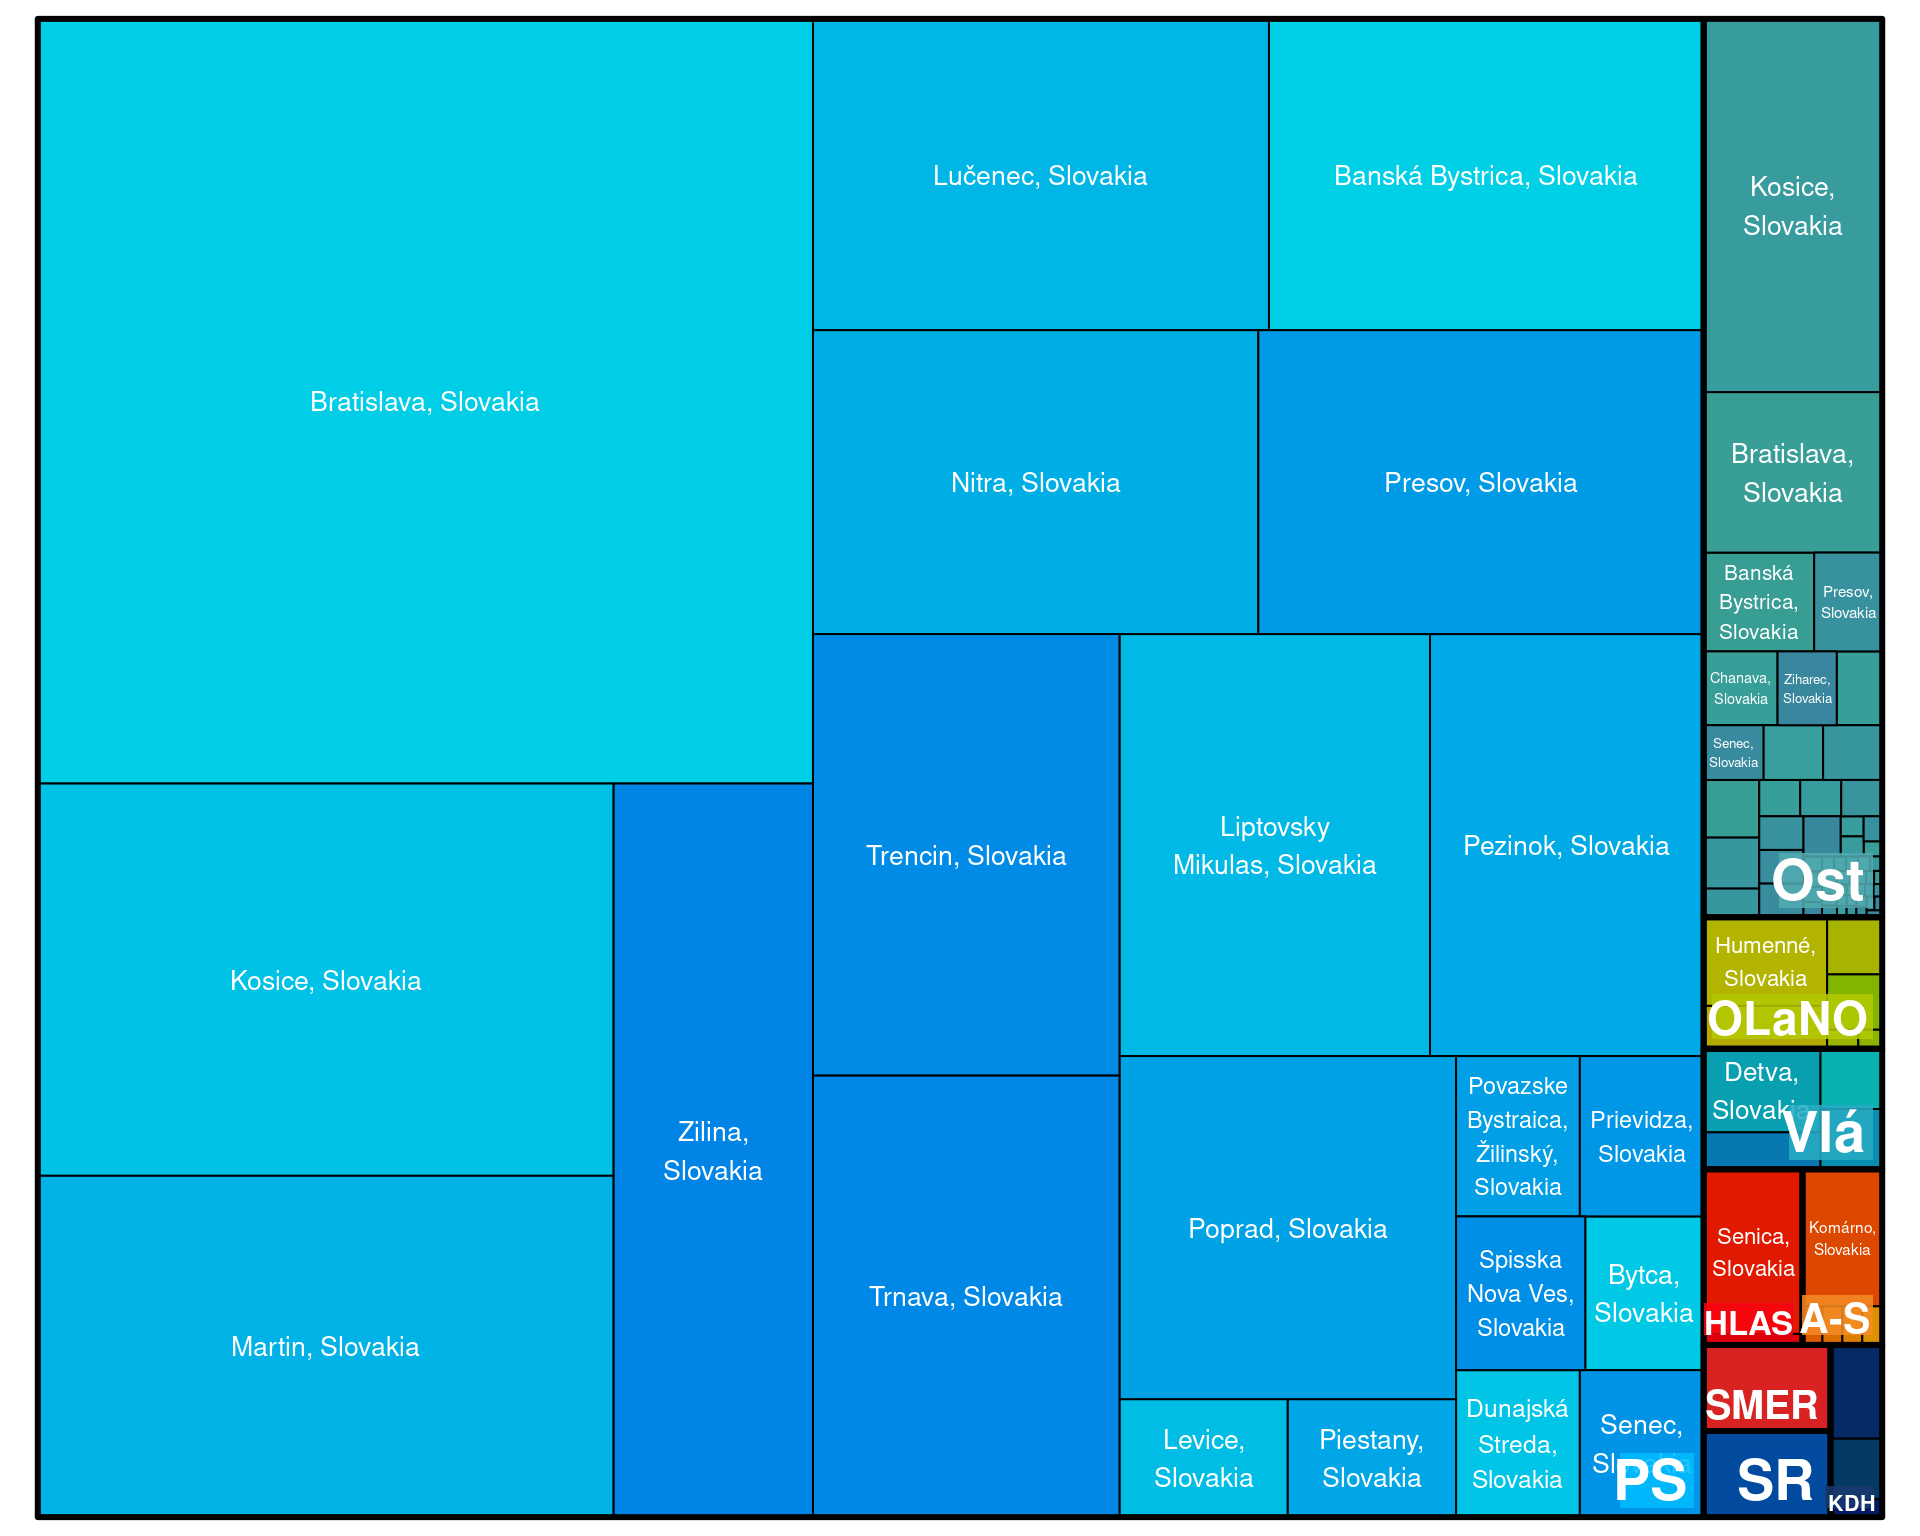 Bratislava, Slovakia
Lučenec, Slovakia
Banská Bystrica, Slovakia
Nitra, Slovakia
Presov, Slovakia
Kosice, Slovakia
Martin, Slovakia
Zilina,
Slovakia
Trencin, Slovakia
Trnava, Slovakia
Liptovsky
Mikulas, Slovakia
Pezinok, Slovakia
Poprad, Slovakia
Levice,
Slovakia
Piestany,
Slovakia
Povazske
Bystraica,
Žilinský,
Slovakia
Prievidza,
Slovakia
Spisska
Nova Ves,
Slovakia
Bytca,
Slovakia
Dunajská
Streda,
Slovakia
Senec,
Slovakia
PS
Kosice,
Slovakia
Bratislava,
Slovakia
Banská
Bystrica,
Slovakia
Presov,
Slovakia
Chanava,
Slovakia
Ziharec,
Slovakia
Senec,
Slovakia
Ost
Humenné,
Slovakia
OLaNO
Detva,
Slovakia
Vlá
Senica,
Slovakia
HLAS
Komárno,
Slovakia
A-S
SMER
SR
KDH